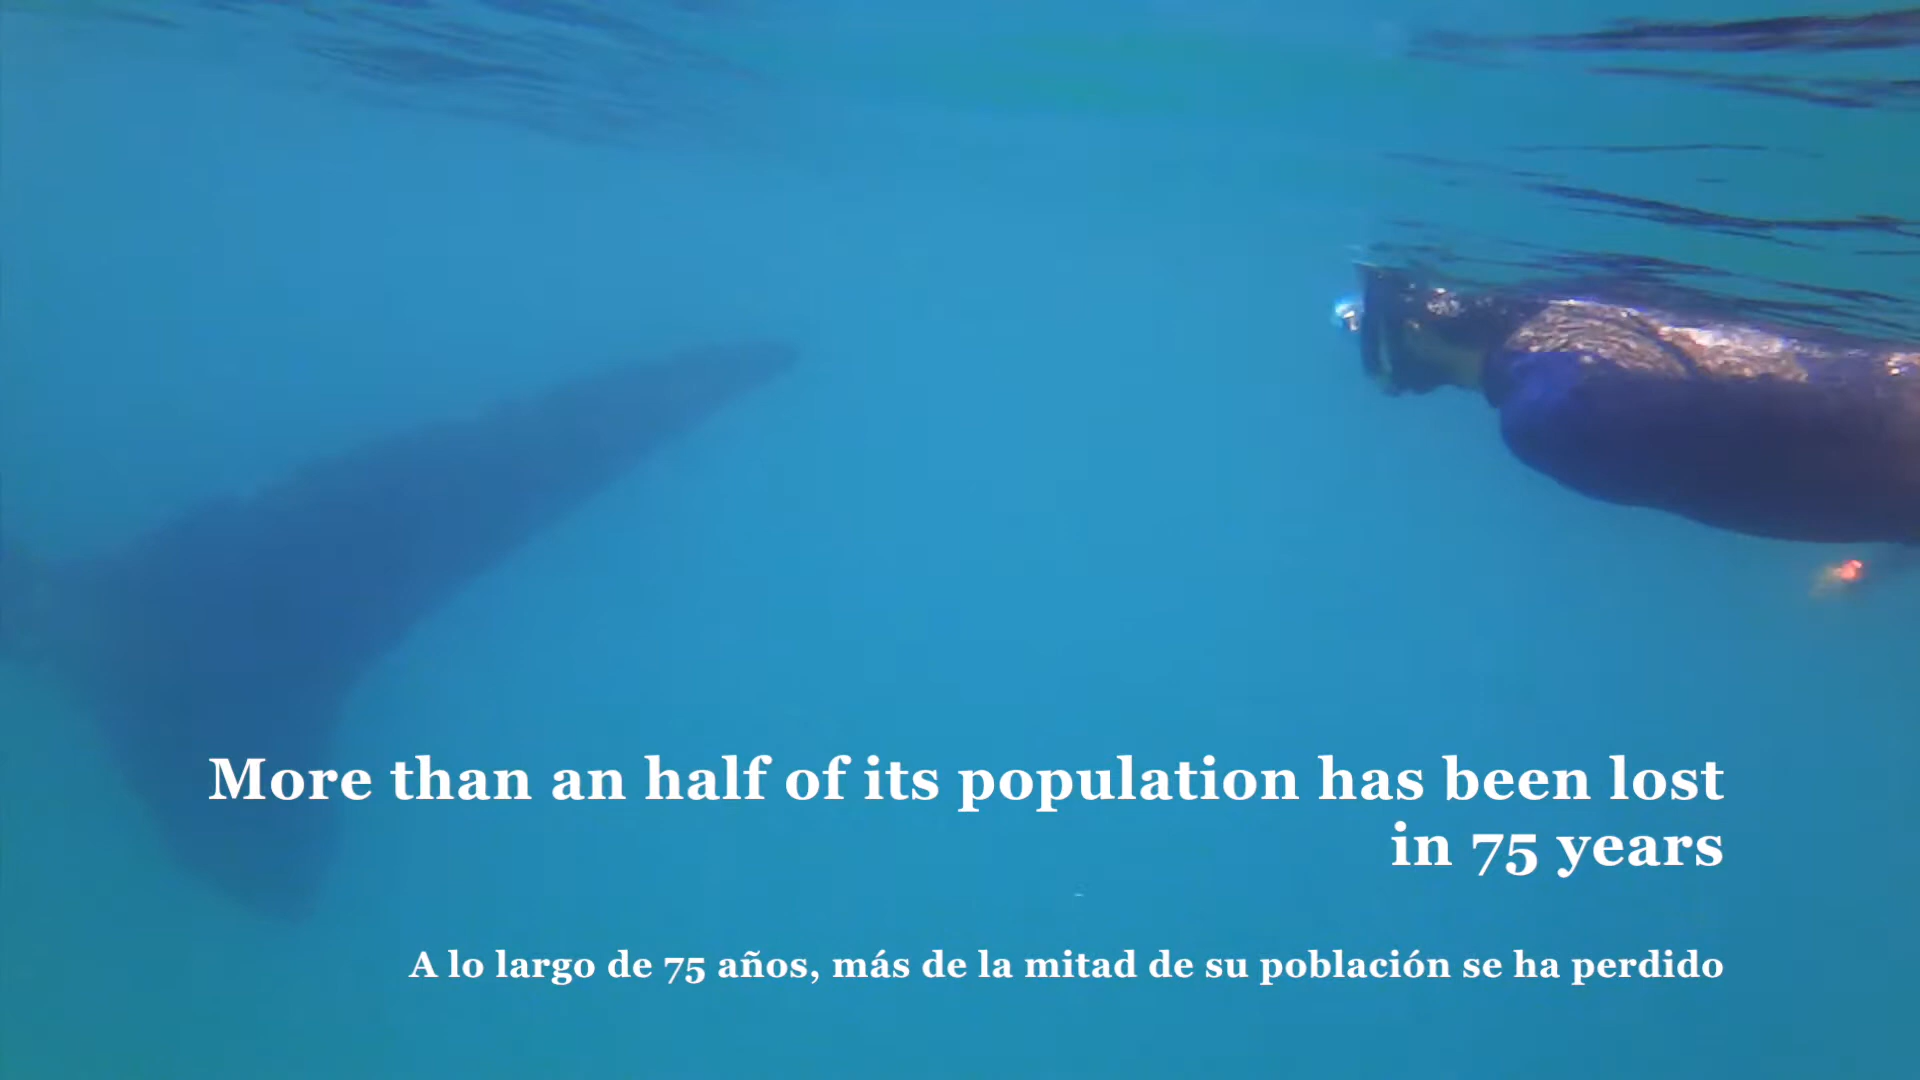 More than an half of its population has been lost
in 75 years
A lo largo de 75 años, más de la mitad de su población se ha perdido